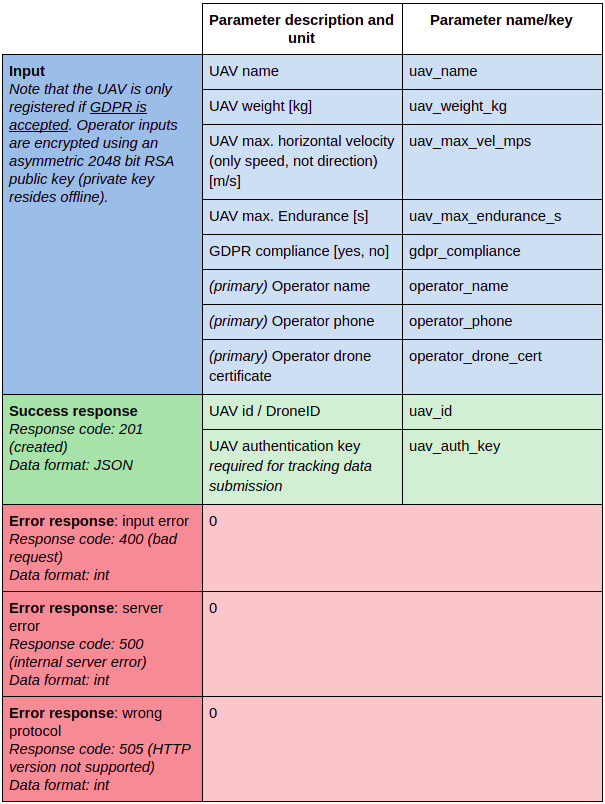 Parameter description and
unit
Parameter name/key
Input
Note that the UAV is only
registered if GDPR is
accepted. Operator inputs
are encrypted using an
asymmetric 2048 bit RSA
public key (private key
resides offline).
UAV name
uav_name
UAV weight [kg]
uav_weight_kg
UAV max. horizontal velocity
(only speed, not direction)
[m/s]
uav_max_vel_mps
UAV max. Endurance [s]
uav_max_endurance_s
GDPR compliance [yes, no]
gdpr_compliance
(primary) Operator name
operator_name
(primary) Operator phone
operator_phone
(primary) Operator drone
certificate
operator_drone_cert
Success response
Response code: 201
(created)
Data format: JSON
UAV id / DroneID
uav_id
UAV authentication key
required for tracking data
submission
uav_auth_key
Error response: input error
Response code: 400 (bad
request)
Data format: int
0
Error response: server
error
Response code: 500
(internal server error)
Data format: int
0
Error response: wrong
protocol
Response code: 505 (HTTP
version not supported)
Data format: int
0